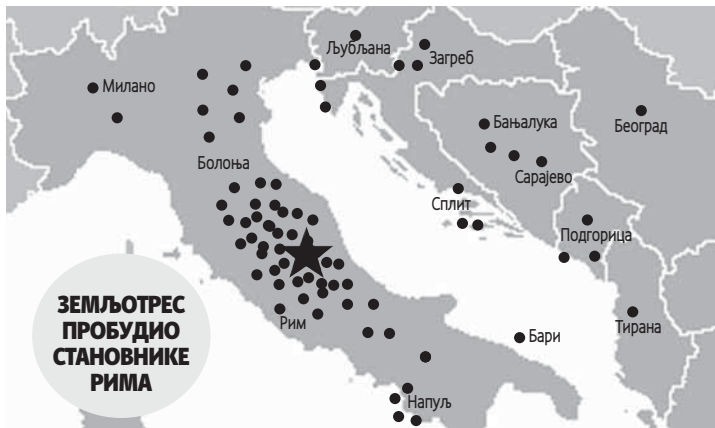 Љубљана
Загреб
Милано
Бањалука
Београд
Болоња
Сарајево
Сплит
Подгорица
ЗЕМЉОТРЕС
ПРОБУДИО
СТАНОВНИКЕ
РИМА
Рим
Бари
Тирана
Напуљ